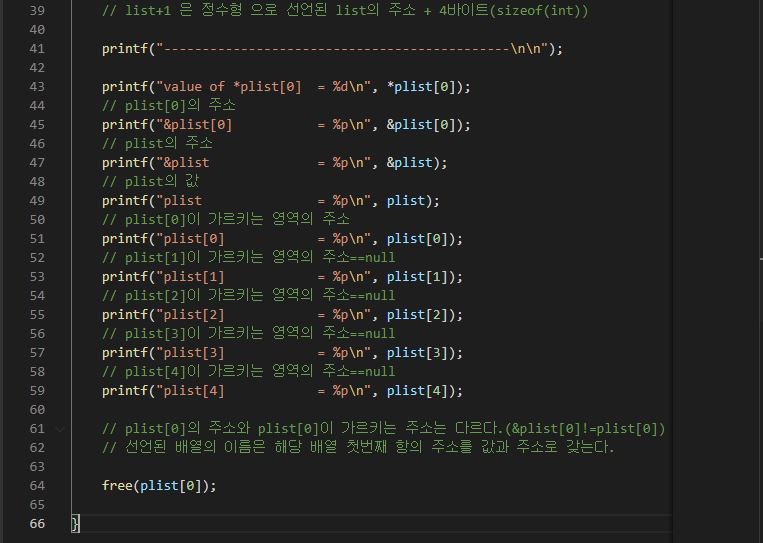 39 // list+1 은 정수형 으로 선언된 list의 주소 + 4바이트(sizeof(int))
40
41 printf("---------------------------------------------\n\n");
42
43 printf("value of *plist[0]  = %d\n", *plist[0]);
44 // plist[0]의 주소
45 printf("&plist[0]           = %p\n", &plist[0]);
46 // plist의 주소
47 printf("&plist              = %p\n", &plist);
48 // plist의 값
49 printf("plist               = %p\n", plist);
50 // plist[0]이 가르키는 영역의 주소
51 printf("plist[0]            = %p\n", plist[0]);
52 // plist[1]이 가르키는 영역의 주소==null
53 printf("plist[1]            = %p\n", plist[1]);
54 // plist[2]이 가르키는 영역의 주소==null
55 printf("plist[2]            = %p\n", plist[2]);
56 // plist[3]이 가르키는 영역의 주소==null
57 printf("plist[3]            = %p\n", plist[3]);
58 // plist[4]이 가르키는 영역의 주소==null
59 printf("plist[4]            = %p\n", plist[4]);
60
61 // plist[0]의 주소와 plist[0]이 가르키는 주소는 다르다.(&plist[0]!=plist[0])
62 // 선언된 배열의 이름은 해당 배열 첫번째 항의 주소를 값과 주소로 갖는다.
63
64 free(plist[0]);
65
66 }